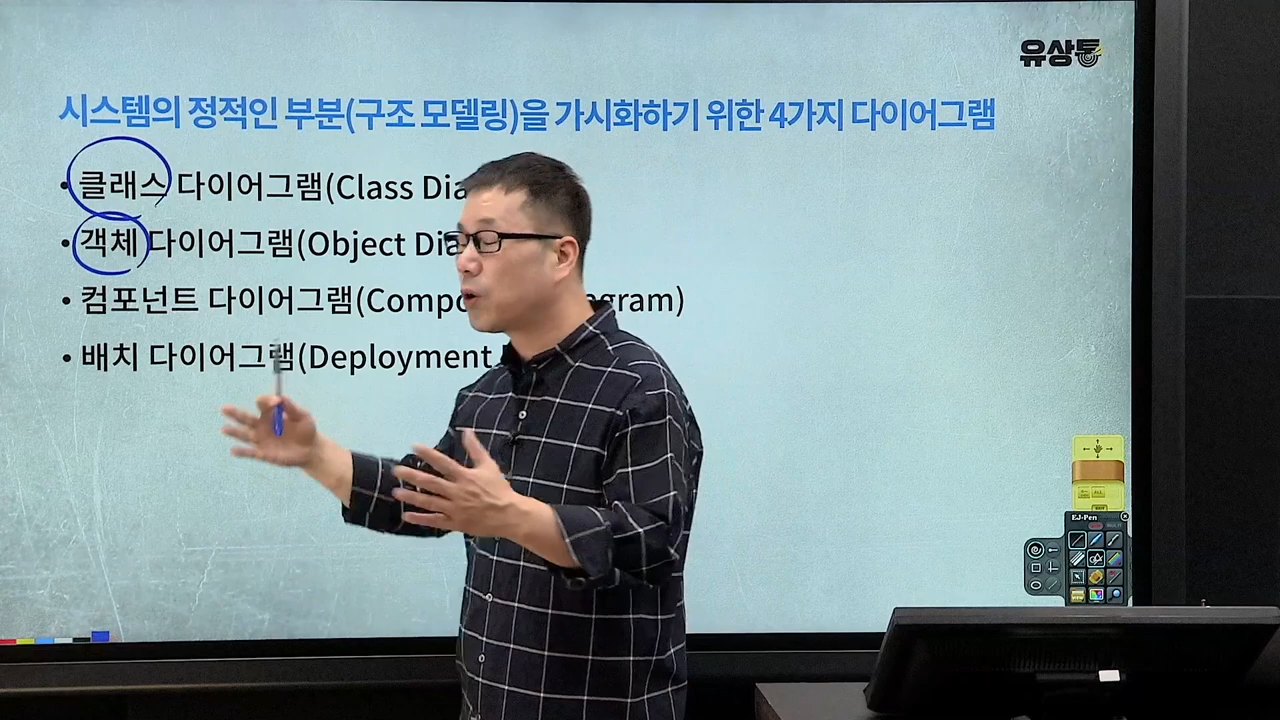 유상통
시스템의 정적인 부분(구조 모델링)을 가시화하기 위한 4가지 다이어그램
• 클래스 다이어그램(Class Dia
• 객체 다이어그램(Object Dia
• 컴포넌트 다이어그램(Compo agram)
• 배치 다이어그램(Deployment
EJ-Pen